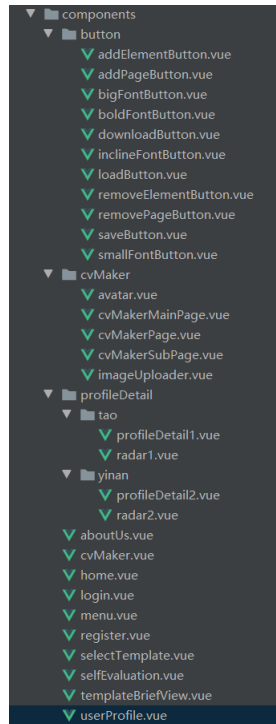 components
button
addElementButton.vue
addPageButton.vue
bigFontButton.vue
boldFontButton.vue
downloadButton.vue
inclineFontButton.vue
loadButton.vue
removeElementButton.vue
removePageButton.vue
saveButton.vue
smallFontButton.vue
cvMaker
avatar.vue
cvMakerMainPage.vue
cvMakerPage.vue
cvMakerSubPage.vue
imageUploader.vue
profileDetail
tao
profileDetail1.vue
radar1.vue
yinan
profileDetail2.vue
radar2.vue
aboutUs.vue
cvMaker.vue
home.vue
login.vue
menu.vue
register.vue
selectTemplate.vue
selfEvaluation.vue
templateBriefView.vue
userProfile.vue